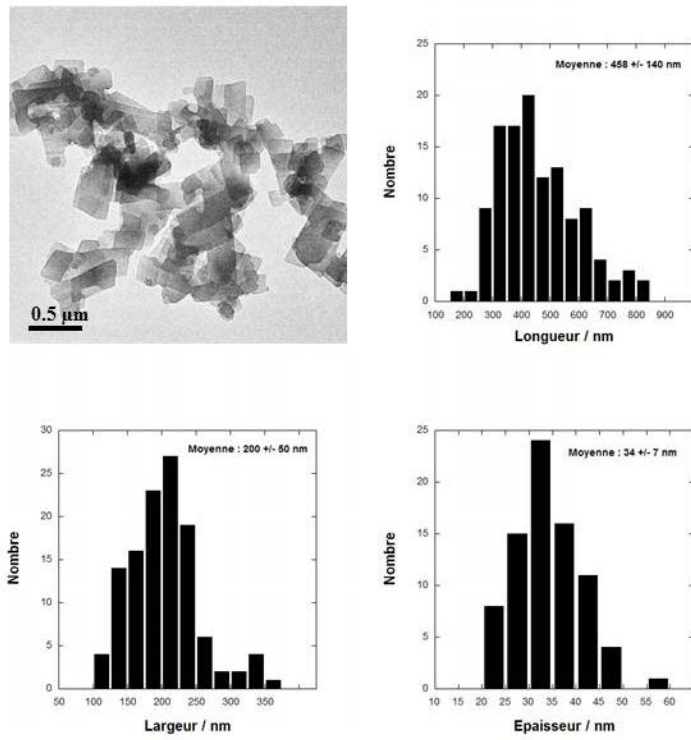 0.5 μm
25
20
15
10
5
0
Nombre
Moyenne : 458 +/- 140 nm
100 200 300 400 500 600 700 800 900
Longueur / nm
30
25
20
15
10
5
0
Nombre
Moyenne : 200 +/- 50 nm
50 100 150 200 250 300 350
Largeur / nm
25
20
15
10
5
0
Nombre
Moyenne : 34 +/- 7 nm
10 15 20 25 30 35 40 45 50 55 60
Epaisseur / nm